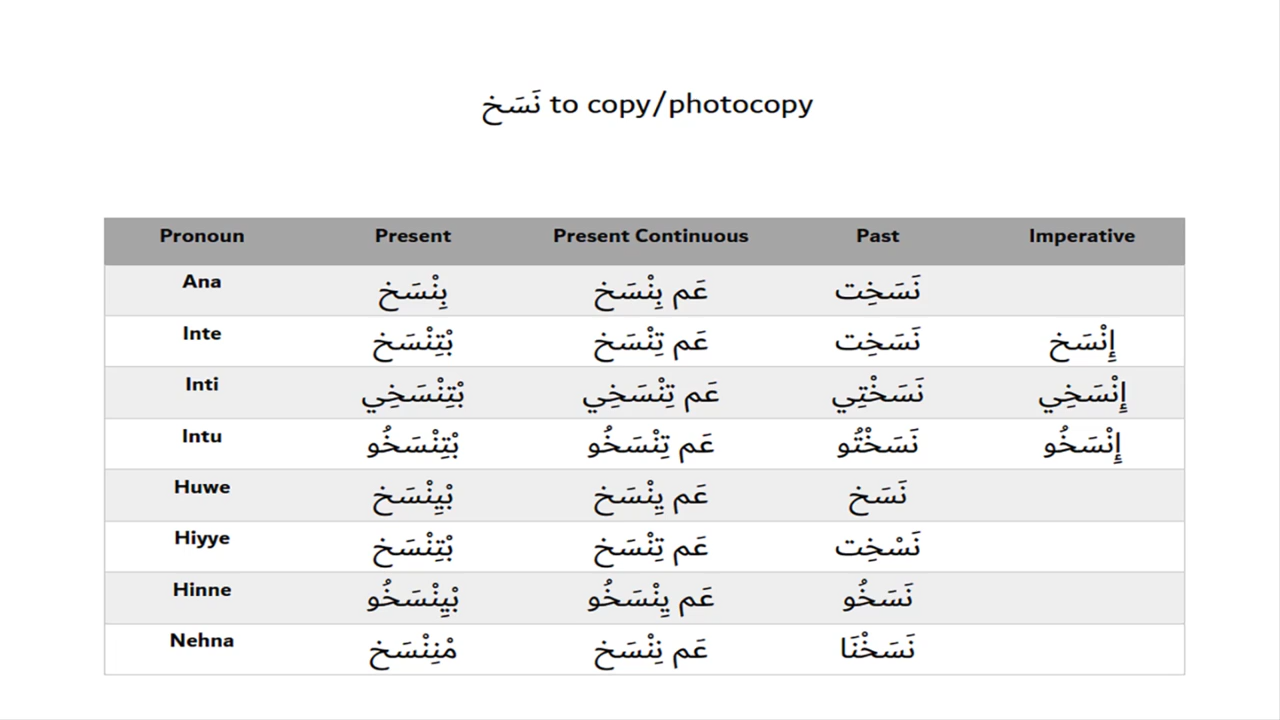 نَسَخ to copy/photocopy
Pronoun Present Present Continuous Past Imperative
Ana بِنْسَخ عَم بِنْسَخ نَسَخِت
Inte بْتِنْسَخ عَم تِنْسَخ نَسَخِت إِنْسَخ
Inti بْتِنْسَخِي عَم تِنْسَخِي نَسَخْتِي إِنْسَخِي
Intu بْتِنْسَخُو عَم تِنْسَخُو نَسَخْتُو إِنْسَخُو
Huwe بْيِنْسَخ عَم يِنْسَخ نَسَخ
Hiyye بْتِنْسَخ عَم تِنْسَخ نَسْخِت
Hinne بْيِنْسَخُو عَم يِنْسَخُو نَسَخُو
Nehna مْنِنْسَخ عَم نِنْسَخ نَسَخْنَا